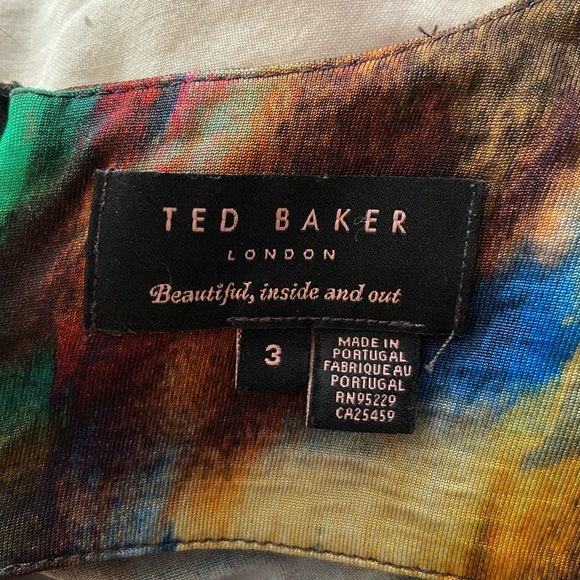 TED BAKER
LONDON
Beautiful, inside and out
3
MADE IN
PORTUGAL
FABRIQUE AU
PORTUGAL
RN95229
CA25459